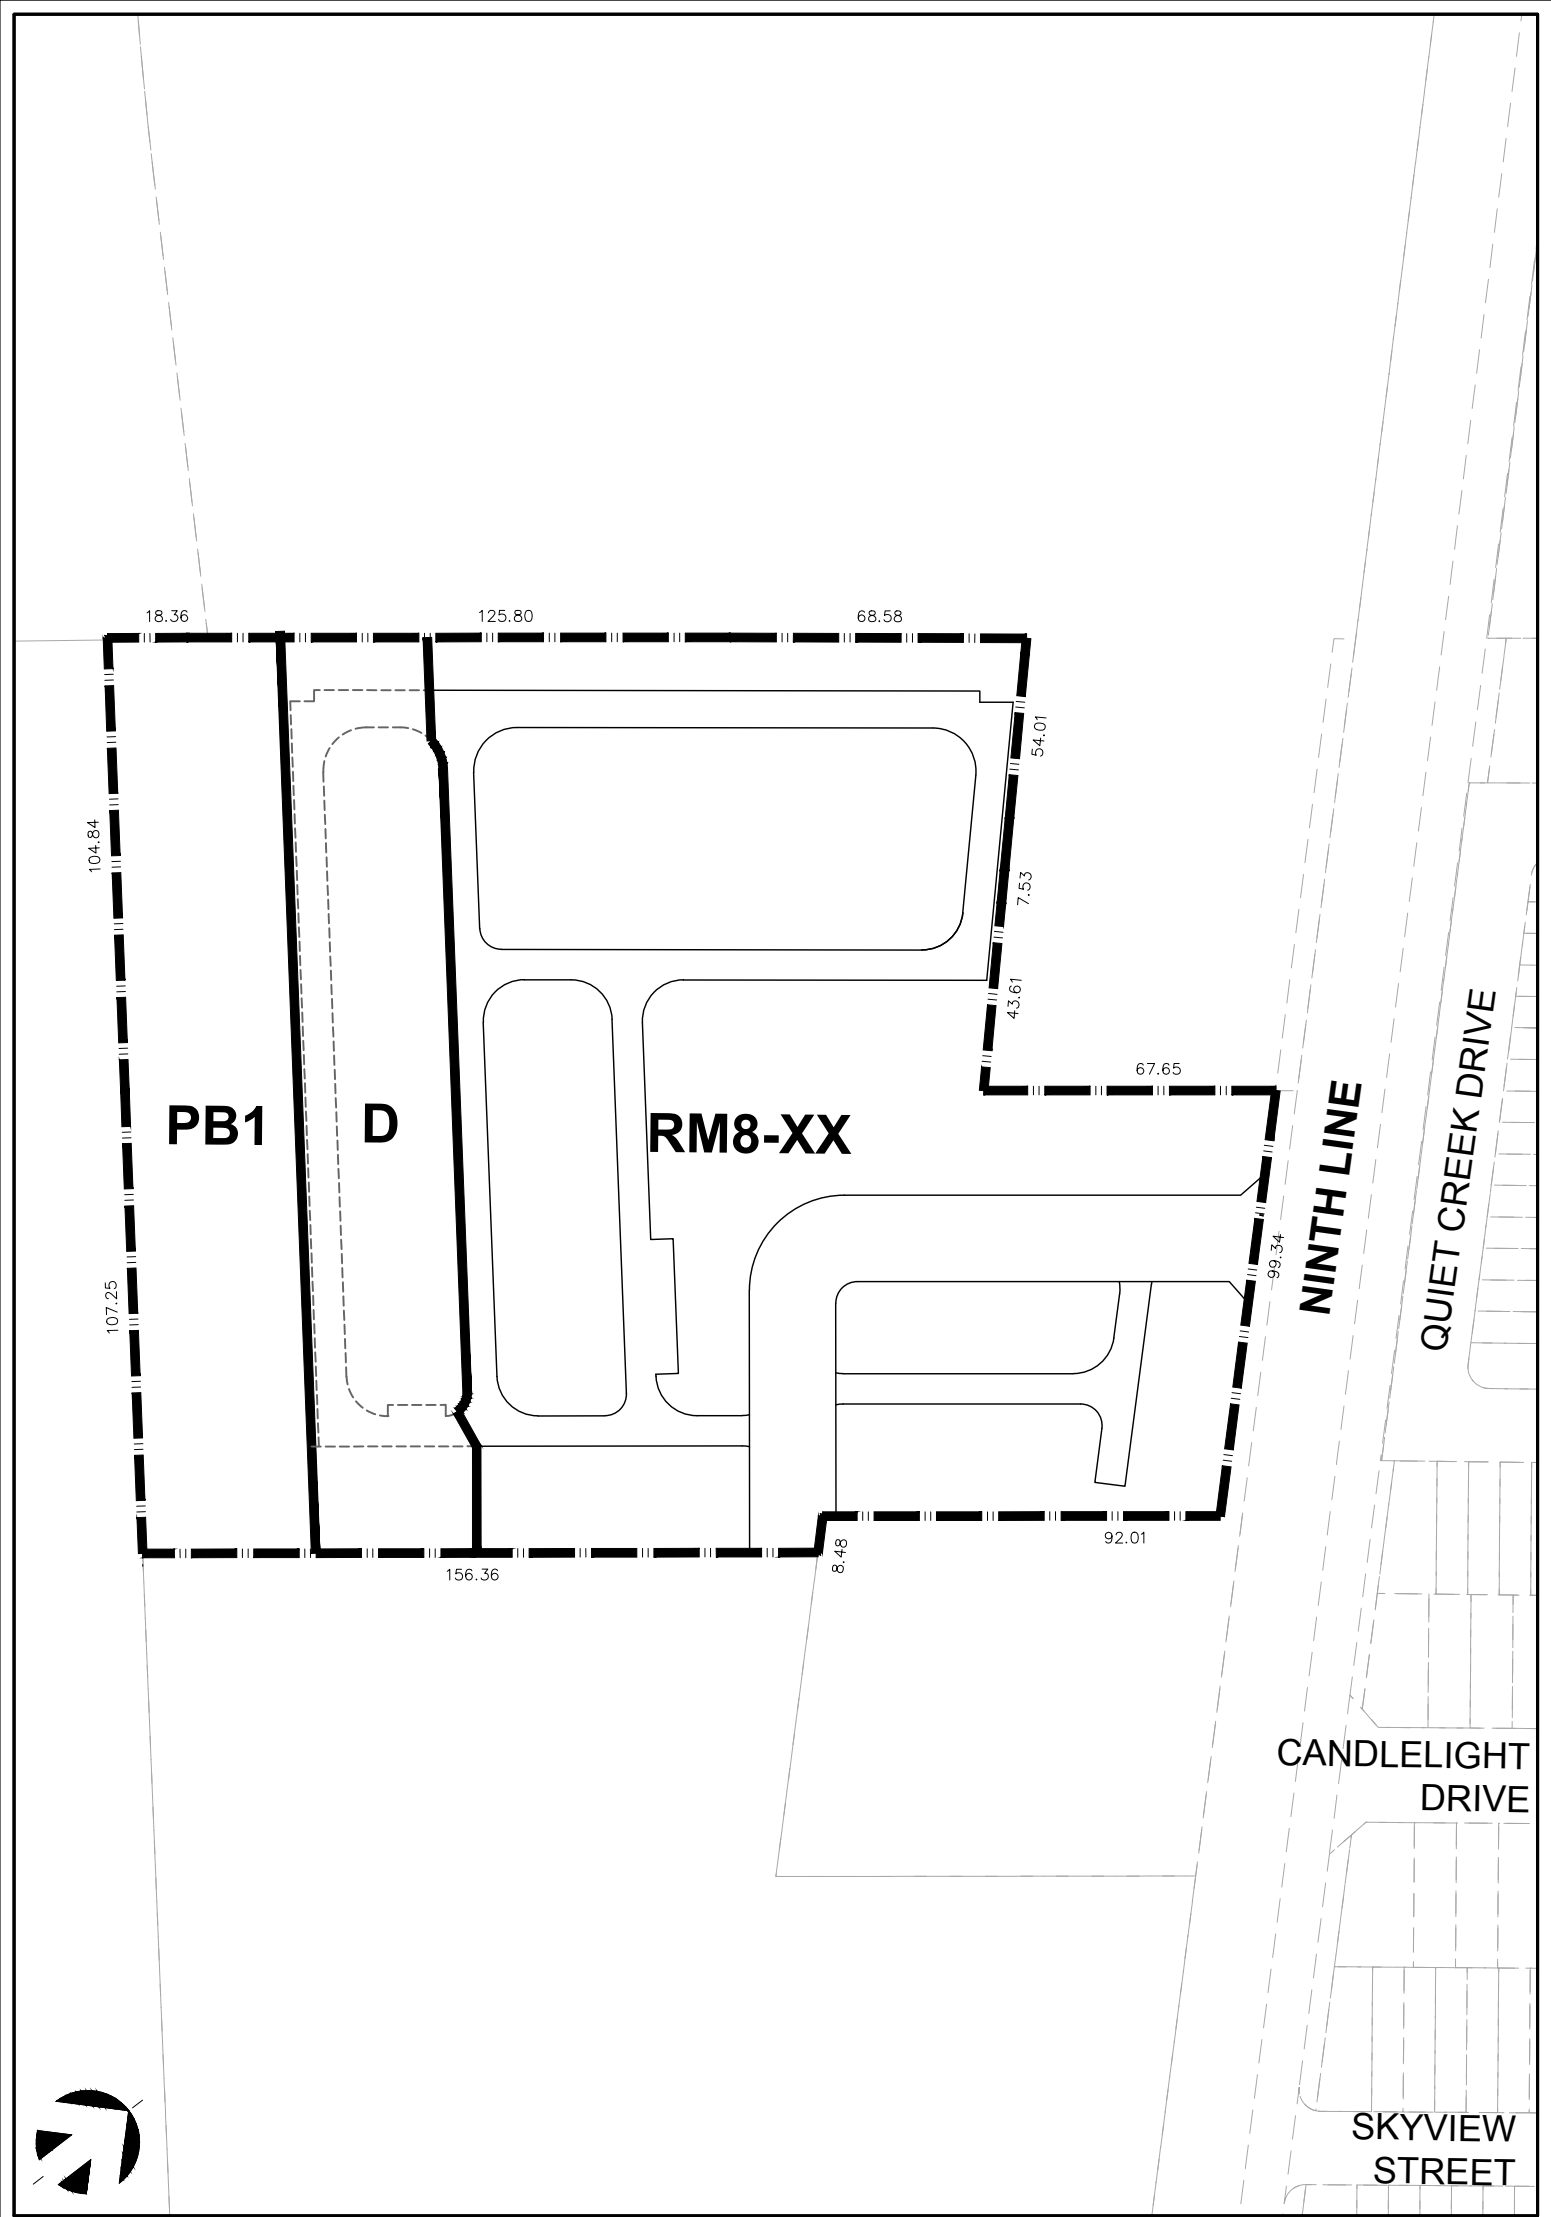 18.36
125.80
68.58
54.01
104.84
7.53
43.61
67.65
PB1
D
RM8-XX
NINTH LINE
QUIET CREEK DRIVE
99.34
107.25
8.48
92.01
156.36
CANDLELIGHT
DRIVE
SKYVIEW
STREET